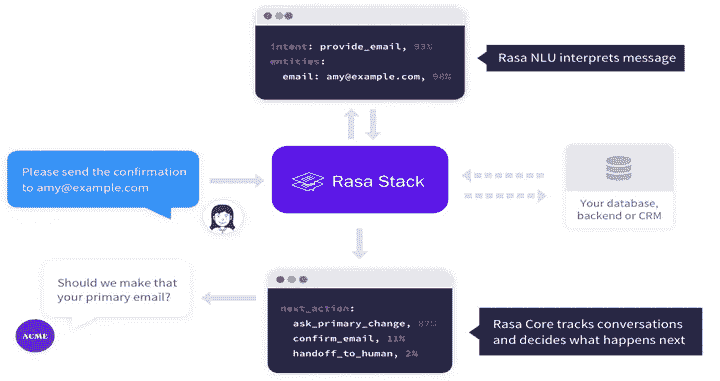 intent: provide_email, 93%
entities:
email: amy@example.com, 98%
Rasa NLU interprets message
Please send the confirmation
to amy@example.com
Rasa Stack
Your database,
backend or CRM
Should we make that
your primary email?
ACME
next_action:
ask_primary_change, 87%
confirm_email, 11%
handoff_to_human, 2%
Rasa Core tracks conversations
and decides what happens next